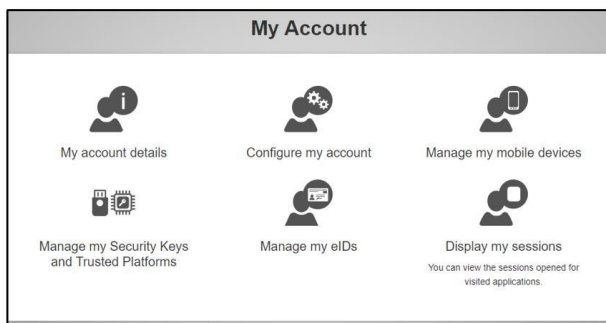 My Account
My account details
Configure my account
Manage my mobile devices
Manage my Security Keys
and Trusted Platforms
Manage my eIDs
Display my sessions
You can view the sessions opened for
visited applications.